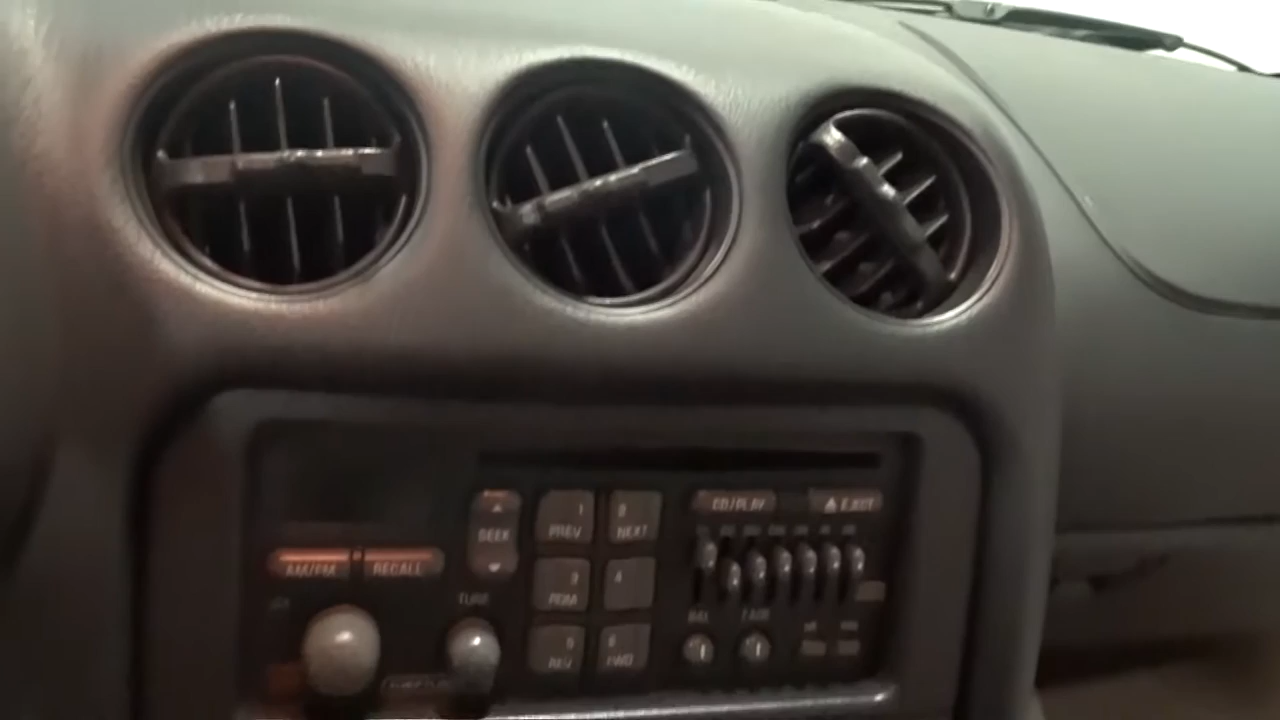 CD/PLAY ▲ EJECT
SEEK
1 PREV
2 NEXT
AM/FM RECALL
3 RDM
4
TUNE
BAL FADE
5 REV
6 FWD